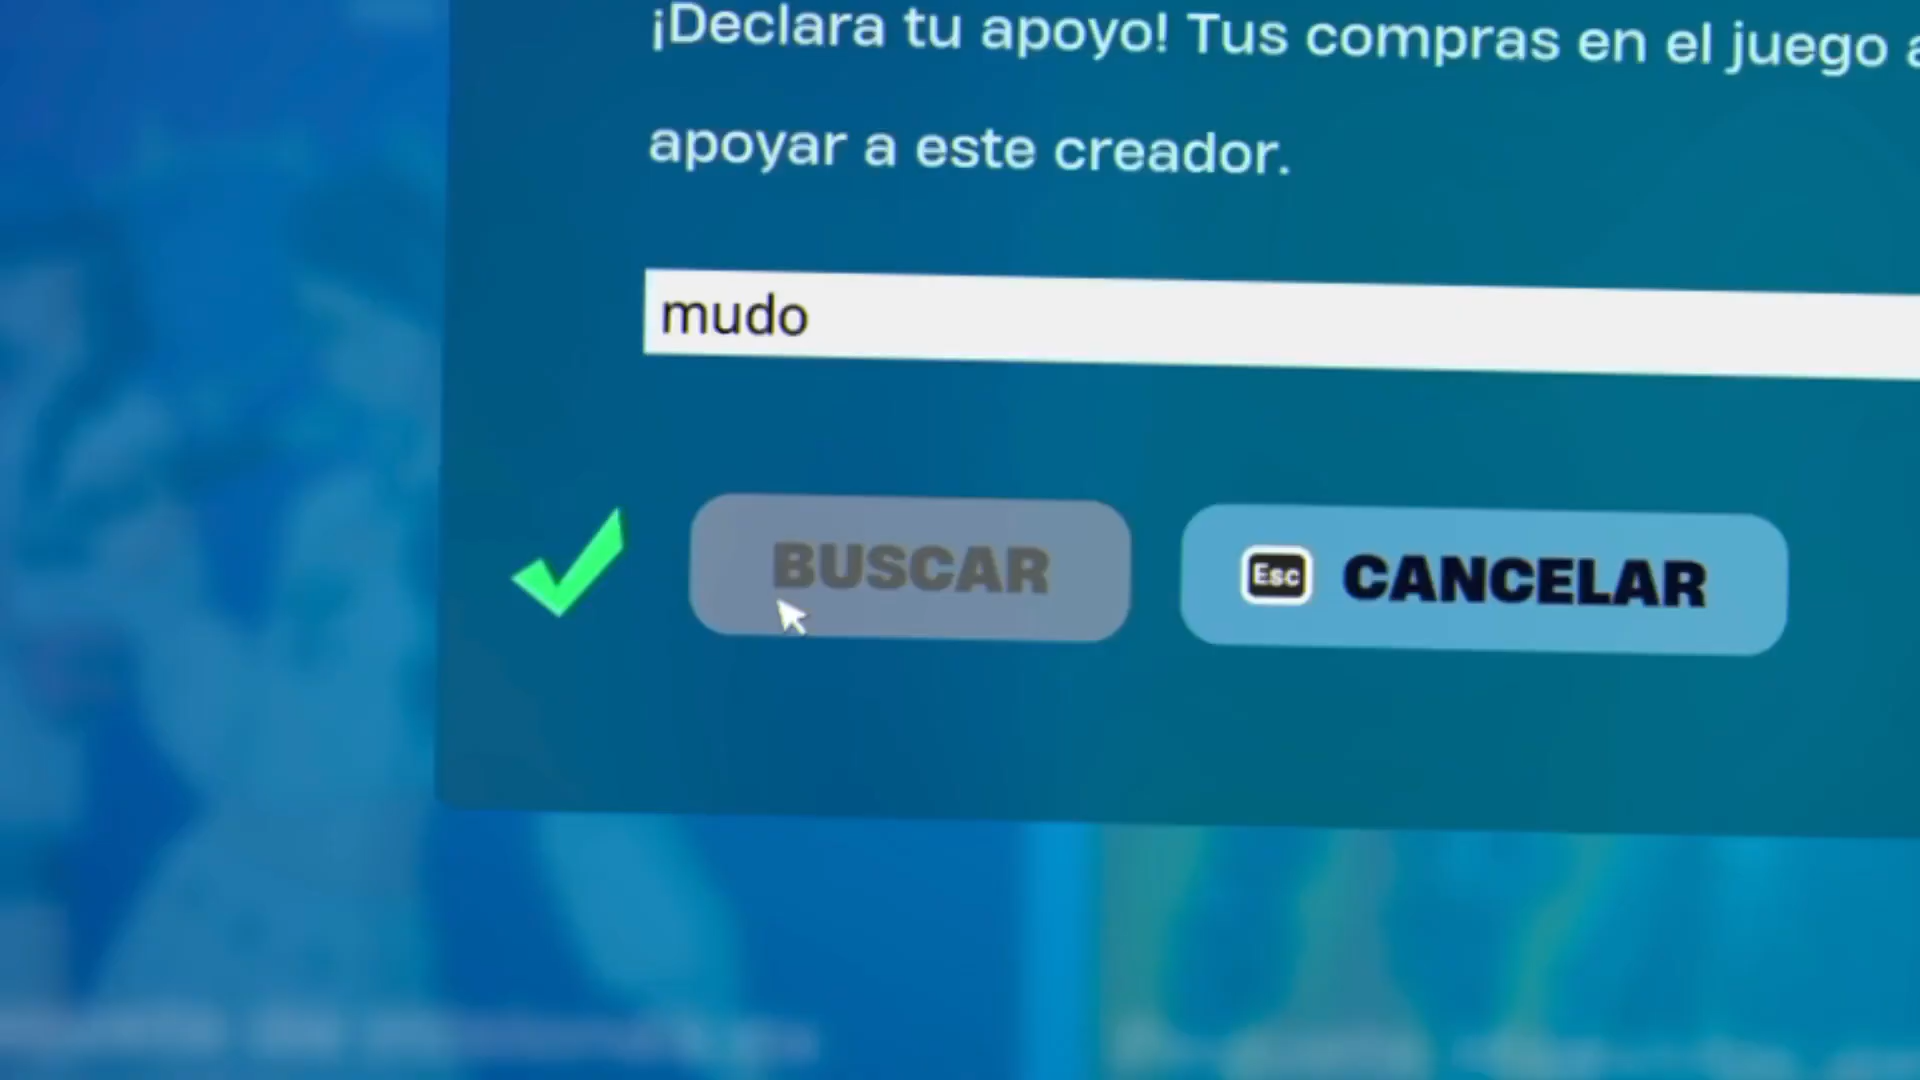 ¡Declara tu apoyo! Tus compras en el juego a
apoyar a este creador.
mudo
BUSCAR
Esc CANCELAR